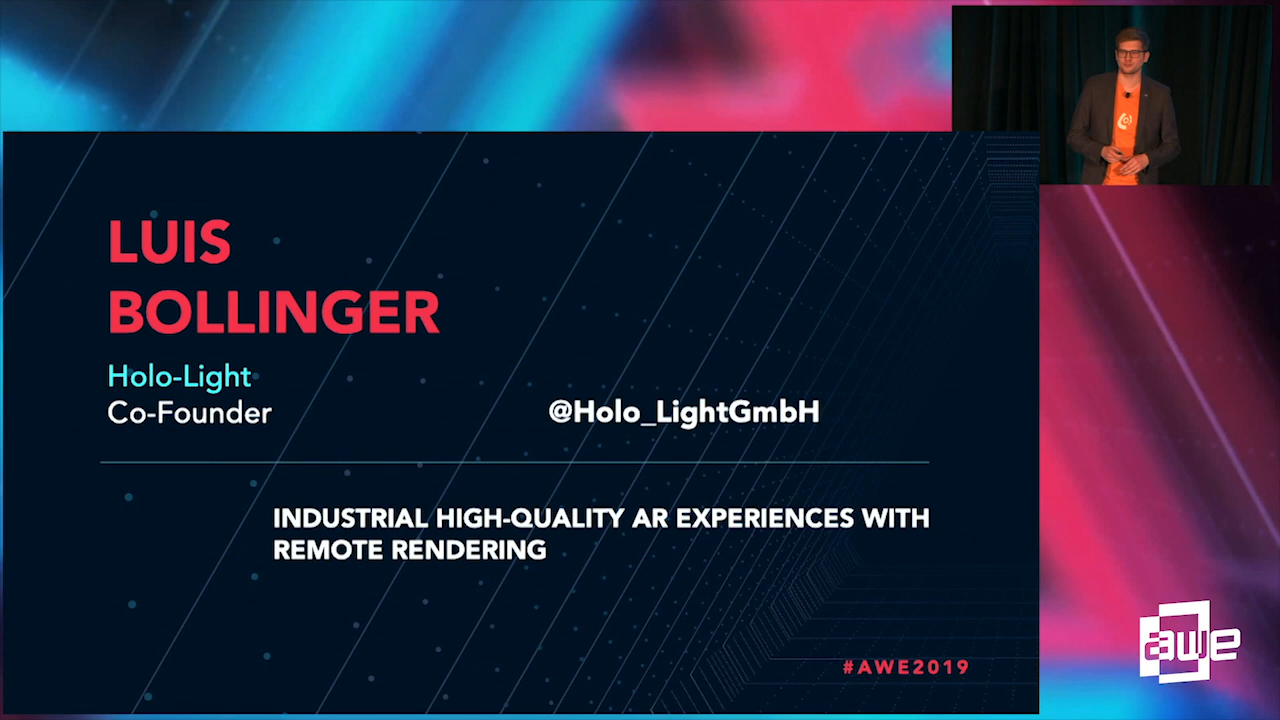 LUIS
BOLLINGER
Holo-Light
Co-Founder
@Holo_LightGmbH
INDUSTRIAL HIGH-QUALITY AR EXPERIENCES WITH
REMOTE RENDERING
#AWE2019
awe